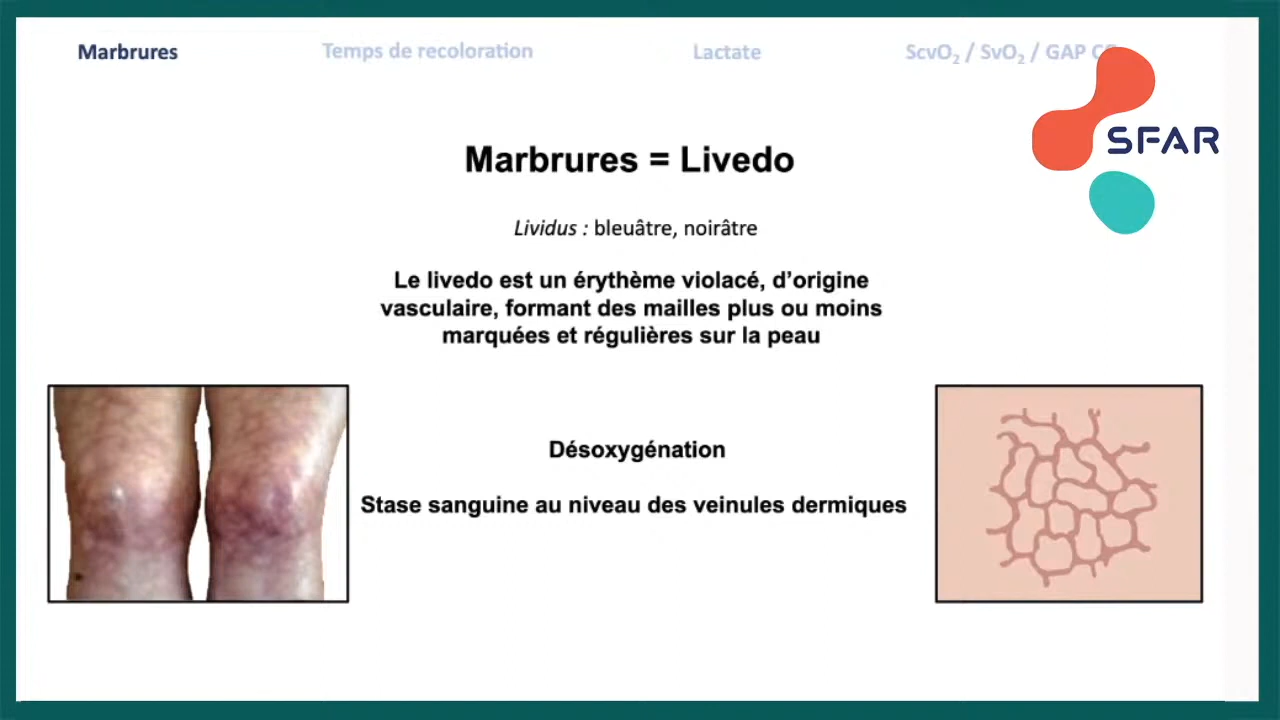 Marbrures
Temps de recoloration
Lactate
ScvO₂ / SvO₂ / GAP
SFAR
Marbrures = Livedo
Lividus : bleuâtre, noirâtre
Le livedo est un érythème violacé, d’origine
vasculaire, formant des mailles plus ou moins
marquées et régulières sur la peau
Désoxygénation
Stase sanguine au niveau des veinules dermiques